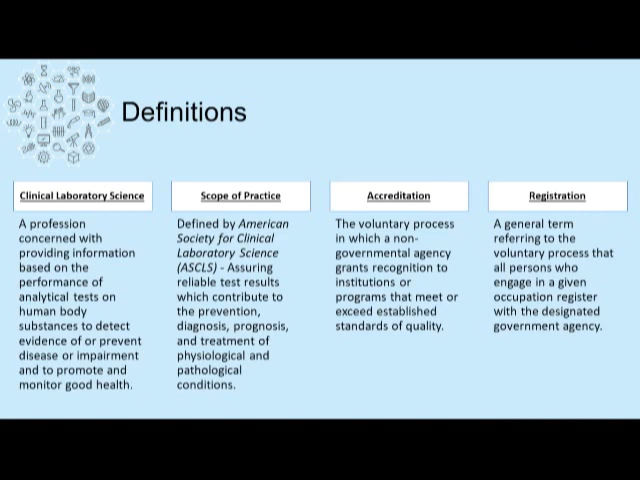 Definitions
Clinical Laboratory Science
A profession
concerned with
providing information
based on the
performance of
analytical tests on
human body
substances to detect
evidence of or prevent
disease or impairment
and to promote and
monitor good health.
Scope of Practice
Defined by American
Society for Clinical
Laboratory Science
(ASCLS) - Assuring
reliable test results
which contribute to
the prevention,
diagnosis, prognosis,
and treatment of
physiological and
pathological
conditions.
Accreditation
The voluntary process
in which a non-
governmental agency
grants recognition to
institutions or
programs that meet or
exceed established
standards of quality.
Registration
A general term
referring to the
voluntary process that
all persons who
engage in a given
occupation register
with the designated
government agency.